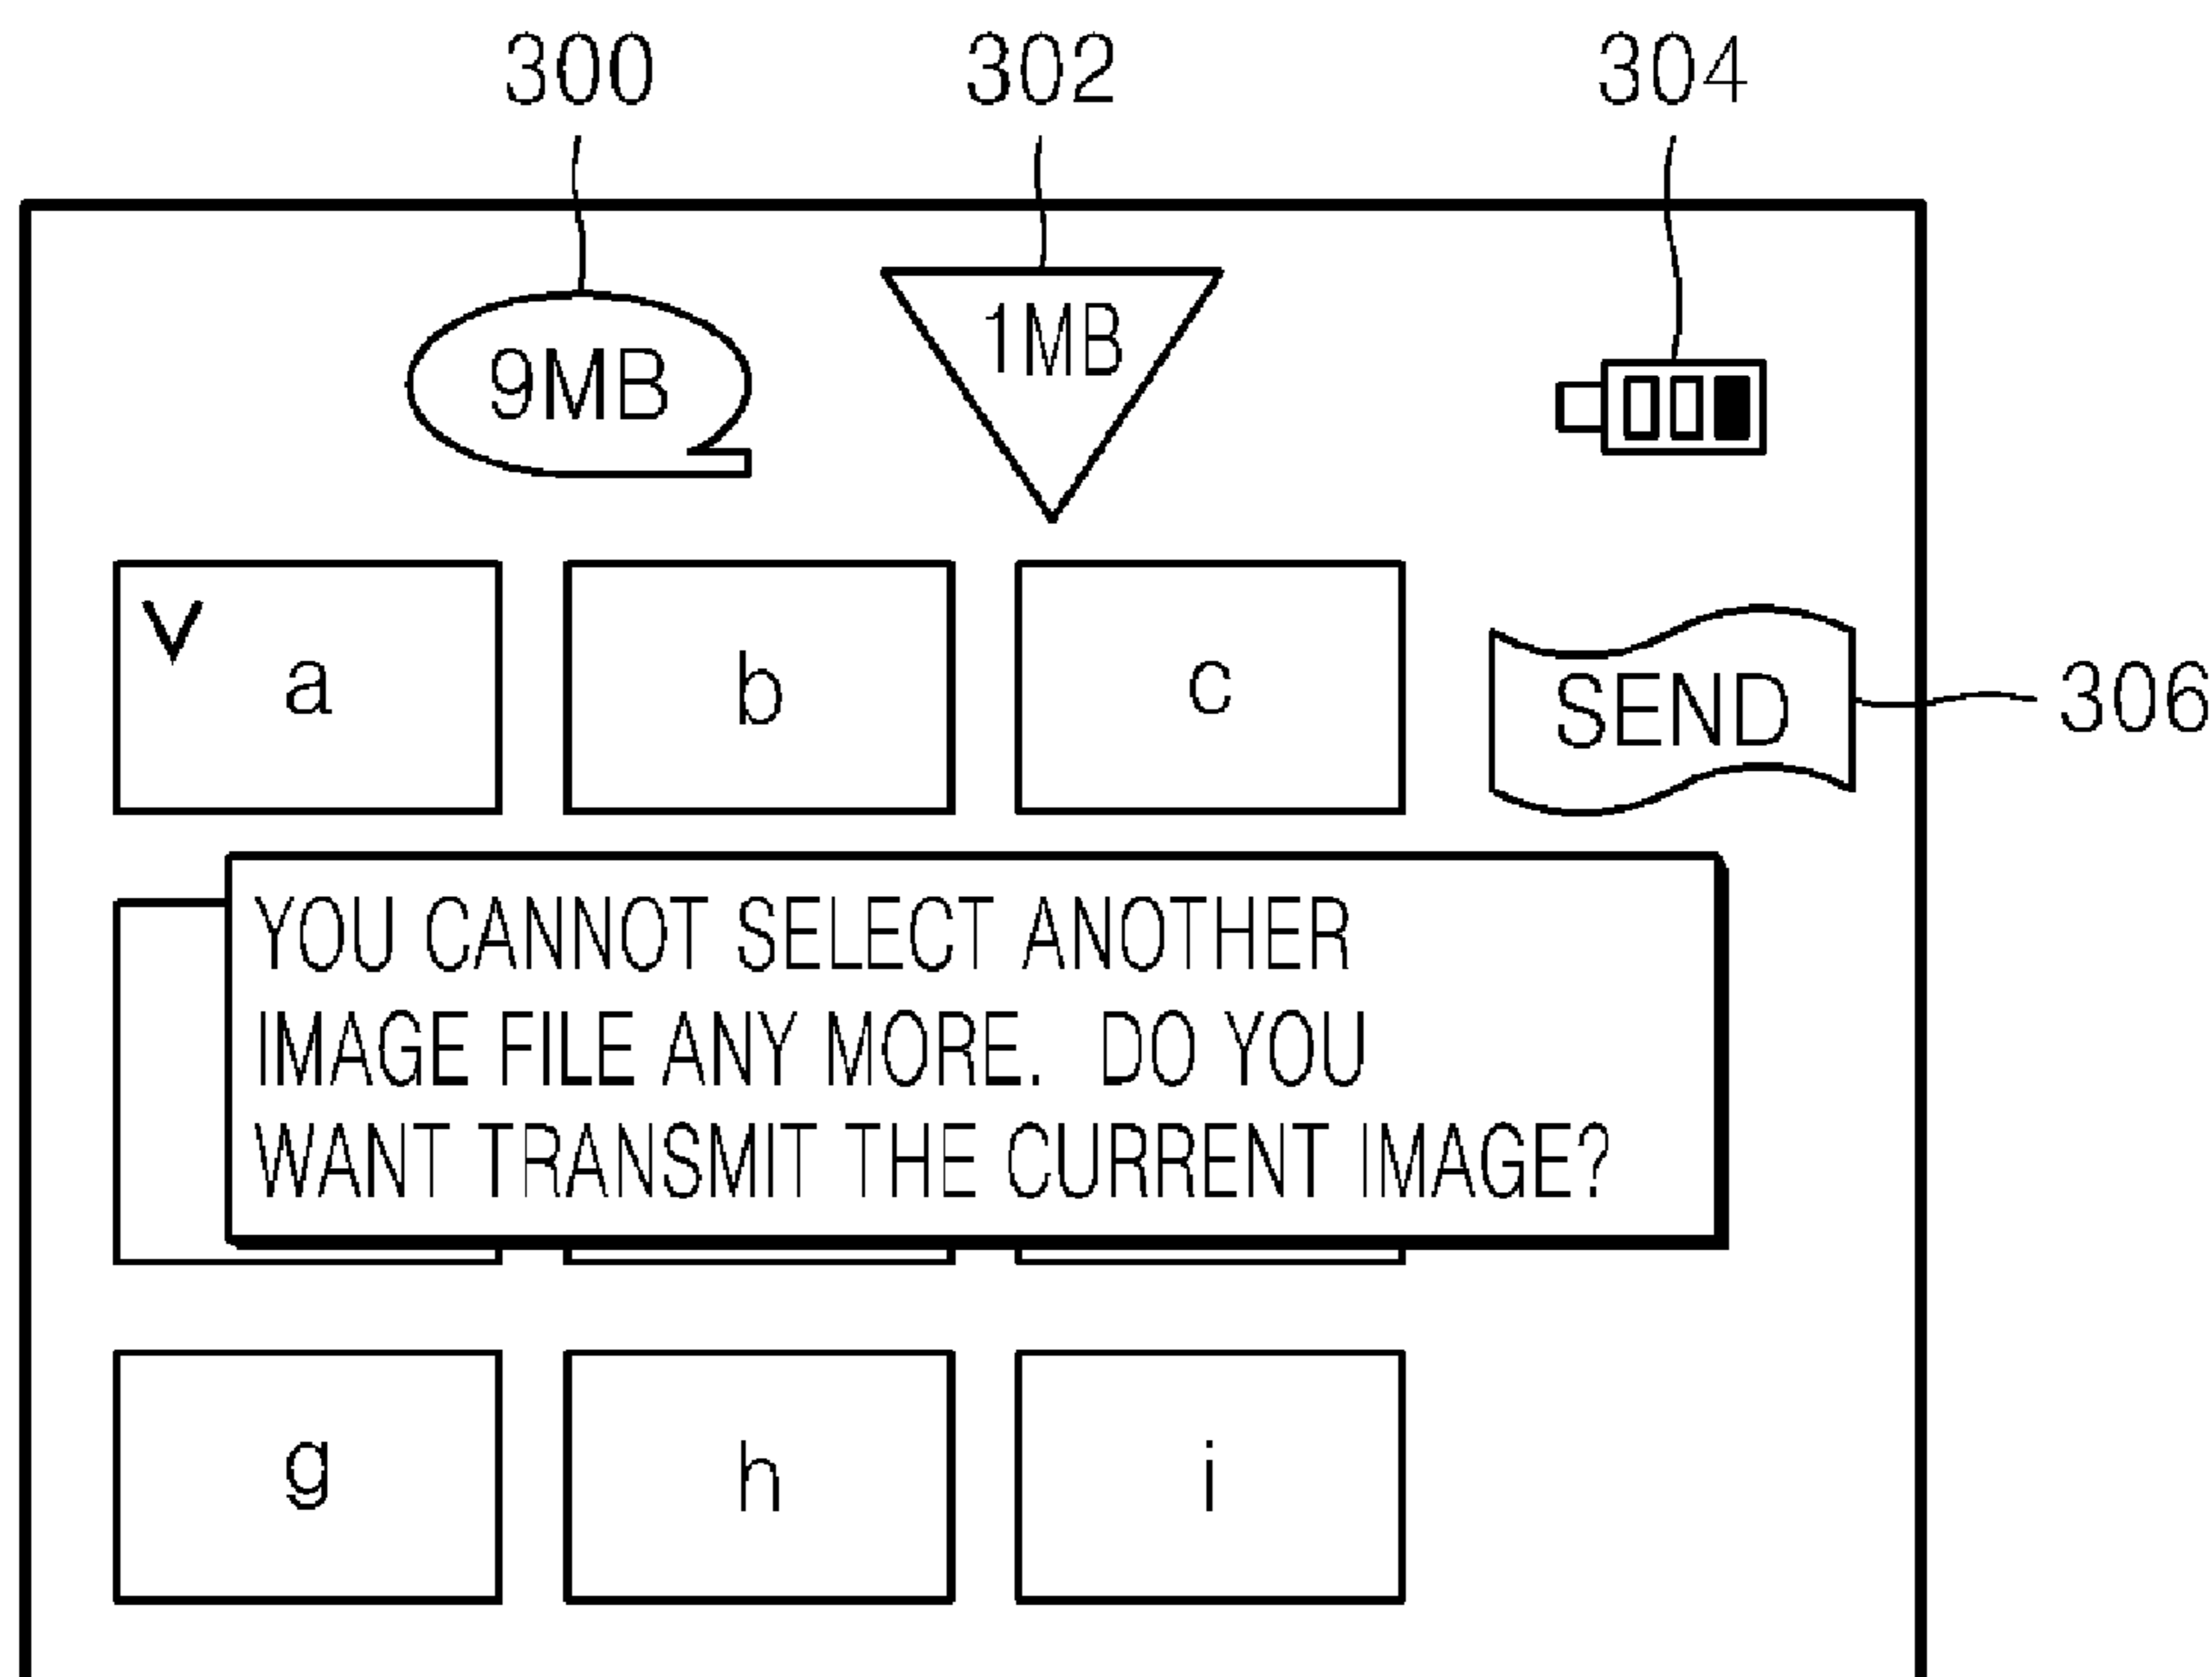 300 302 304
9MB 1MB
V a b c SEND 306
YOU CANNOT SELECT ANOTHER
IMAGE FILE ANY MORE. DO YOU
WANT TRANSMIT THE CURRENT IMAGE?
g h i